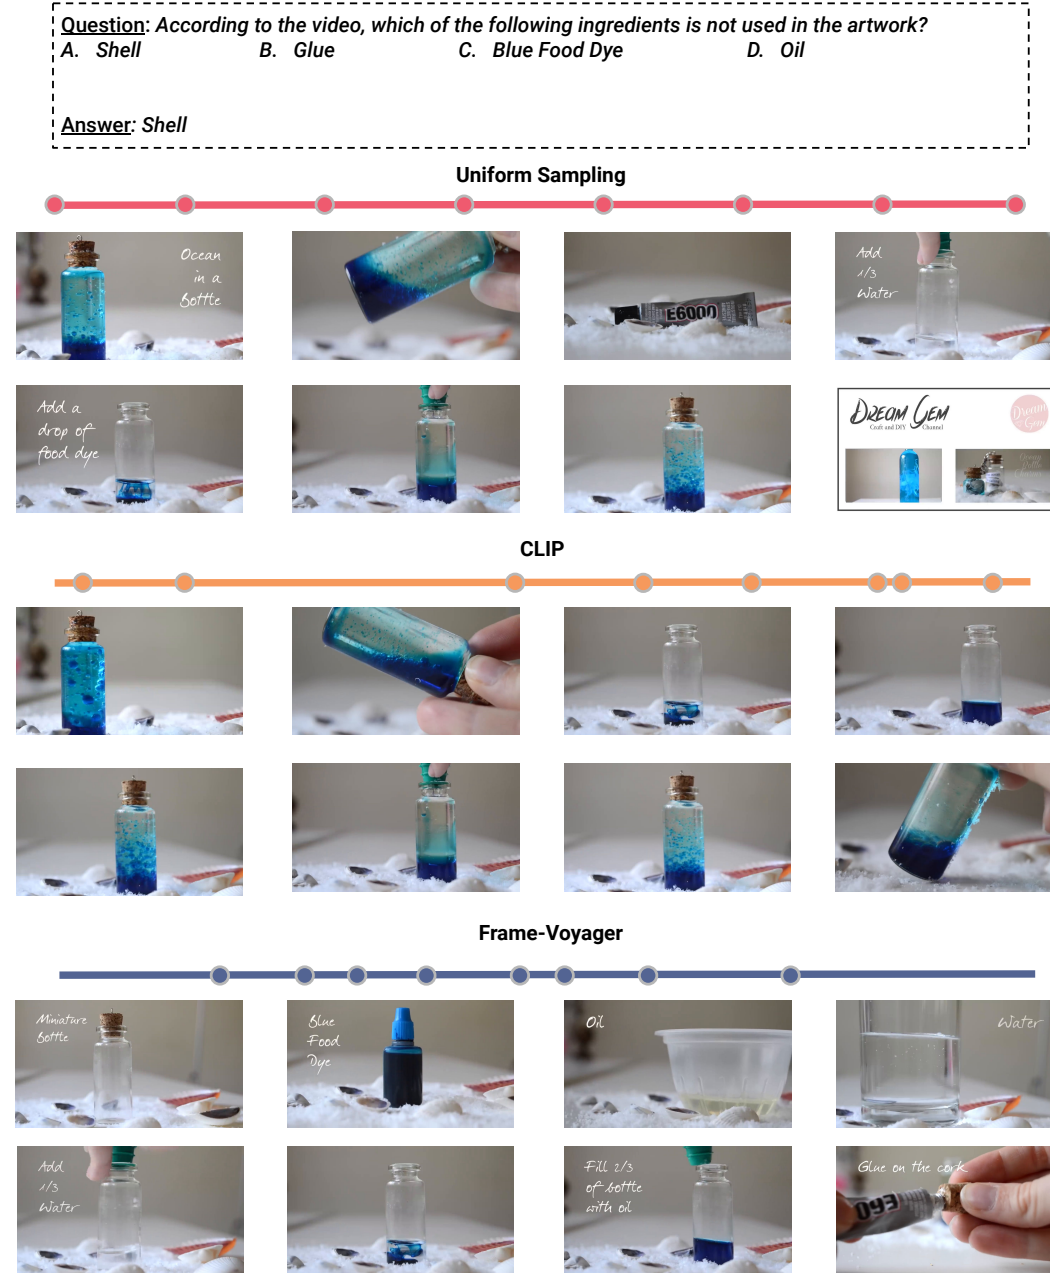 Question: According to the video, which of the following ingredients is not used in the artwork?
A. Shell B. Glue C. Blue Food Dye D. Oil
Answer: Shell
Uniform Sampling
Ocean
in a
Bottle
E6000
Add
1/3
Water
Add a
drop of
food dye
DREAM GEM
Craft and DIY Channel
Dream
Gem
CLIP
Frame-Voyager
Miniature
Bottle
Blue
Food
Dye
Oil
Water
Add
1/3
Water
Fill 2/3
of bottle
with oil
Glue on the cork